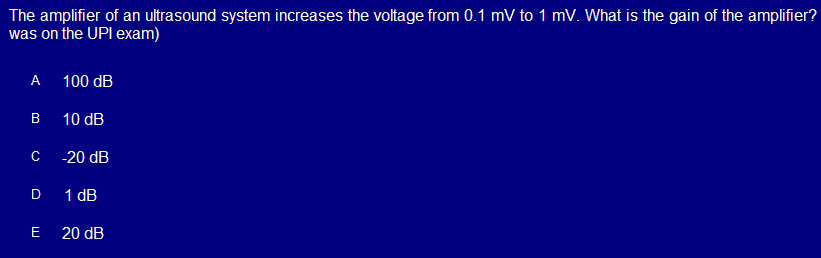 The amplifier of an ultrasound system increases the voltage from 0.1 mV to 1 mV. What is the gain of the amplifier?
was on the UPI exam)
A 100 dB
B 10 dB
C -20 dB
D 1 dB
E 20 dB